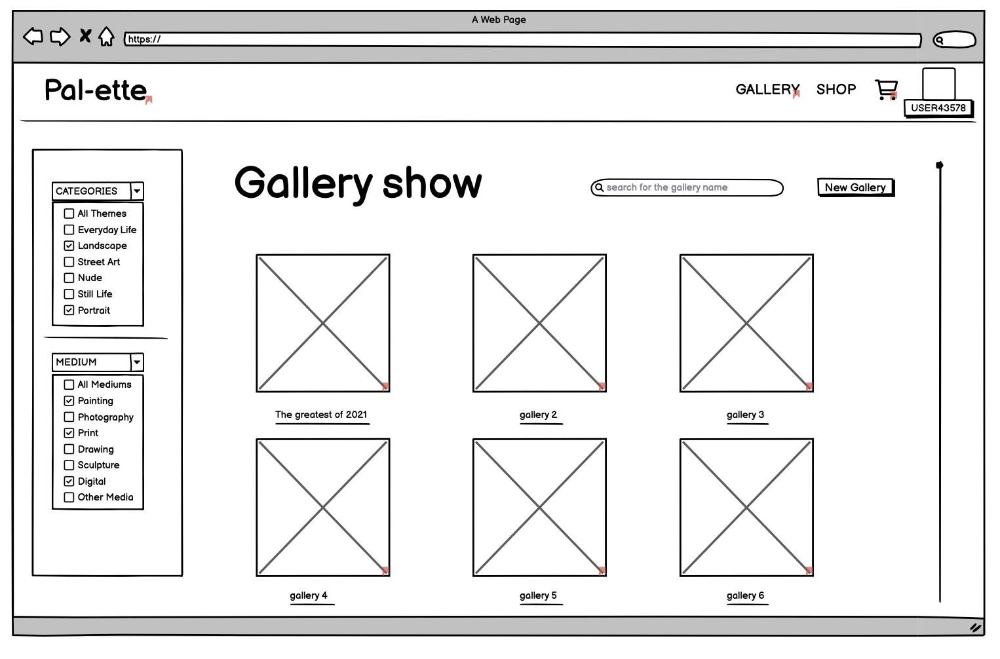 A Web Page
https://
Pal-ette
GALLERY
SHOP
USER43578
Gallery show
search for the gallery name
New Gallery
CATEGORIES
All Themes
Everyday Life
Landscape
Street Art
Nude
Still Life
Portrait
MEDIUM
All Mediums
Painting
Photography
Print
Drawing
Sculpture
Digital
Other Media
The greatest of 2021
gallery 2
gallery 3
gallery 4
gallery 5
gallery 6